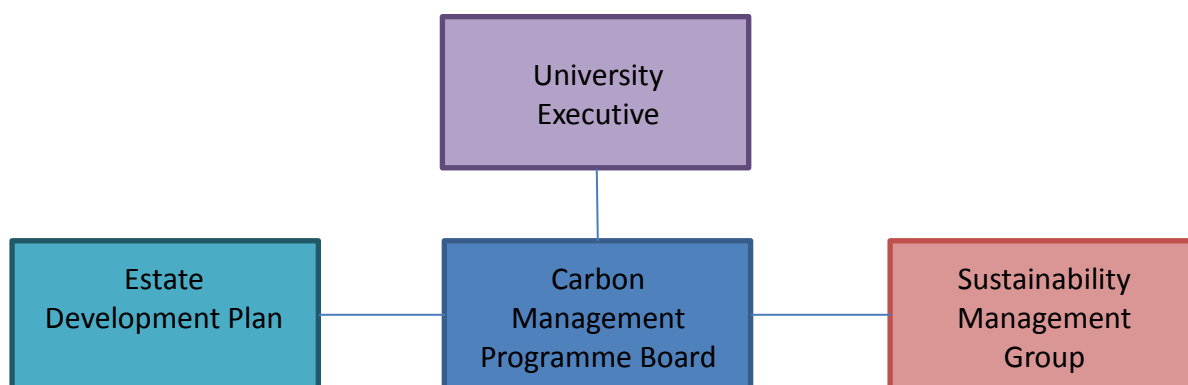 University
Executive
Estate
Development Plan
Carbon
Management
Programme Board
Sustainability
Management
Group